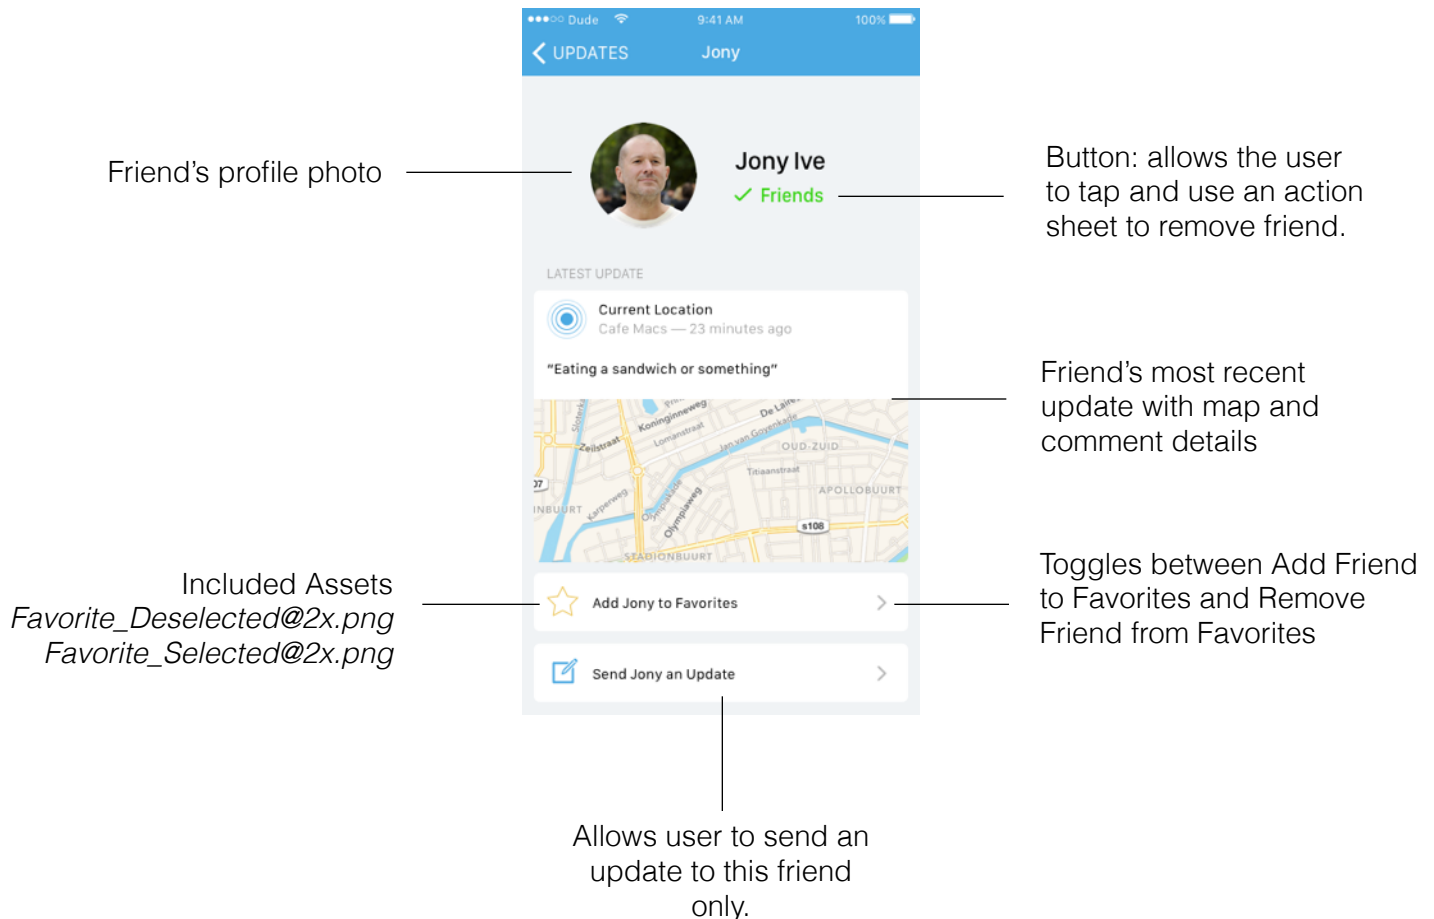 Dude
9:41 AM
100%
UPDATES
Jony
Friend’s profile photo
Jony Ive
Friends
Button: allows the user
to tap and use an action
sheet to remove friend.
LATEST UPDATE
Current Location
Cafe Macs — 23 minutes ago
“Eating a sandwich or something”
Friend’s most recent
update with map and
comment details
Koninginneweg
De Laires
Zeilstraat
Lomanstraat
Jan van Goyenkade
OUD-ZUID
Titiaanstraat
07
APOLLOBUURT
INBUURT
Karperweg
Olympiakade
Olympiaweg
s108
STADIONBUURT
Included Assets
Favorite_Deselected@2x.png
Favorite_Selected@2x.png
Add Jony to Favorites
Toggles between Add Friend
to Favorites and Remove
Friend from Favorites
Send Jony an Update
Allows user to send an
update to this friend
only.